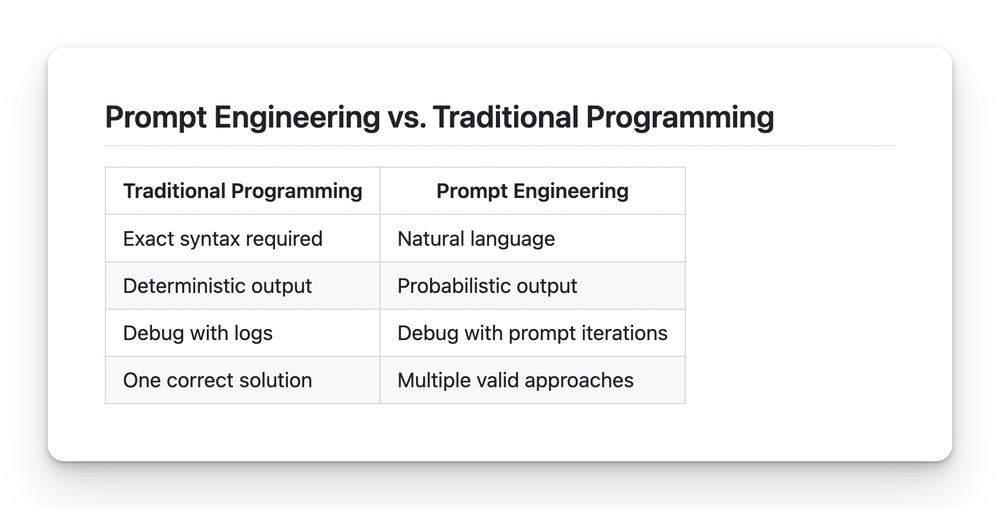 Prompt Engineering vs. Traditional Programming
Traditional Programming Prompt Engineering
Exact syntax required Natural language
Deterministic output Probabilistic output
Debug with logs Debug with prompt iterations
One correct solution Multiple valid approaches